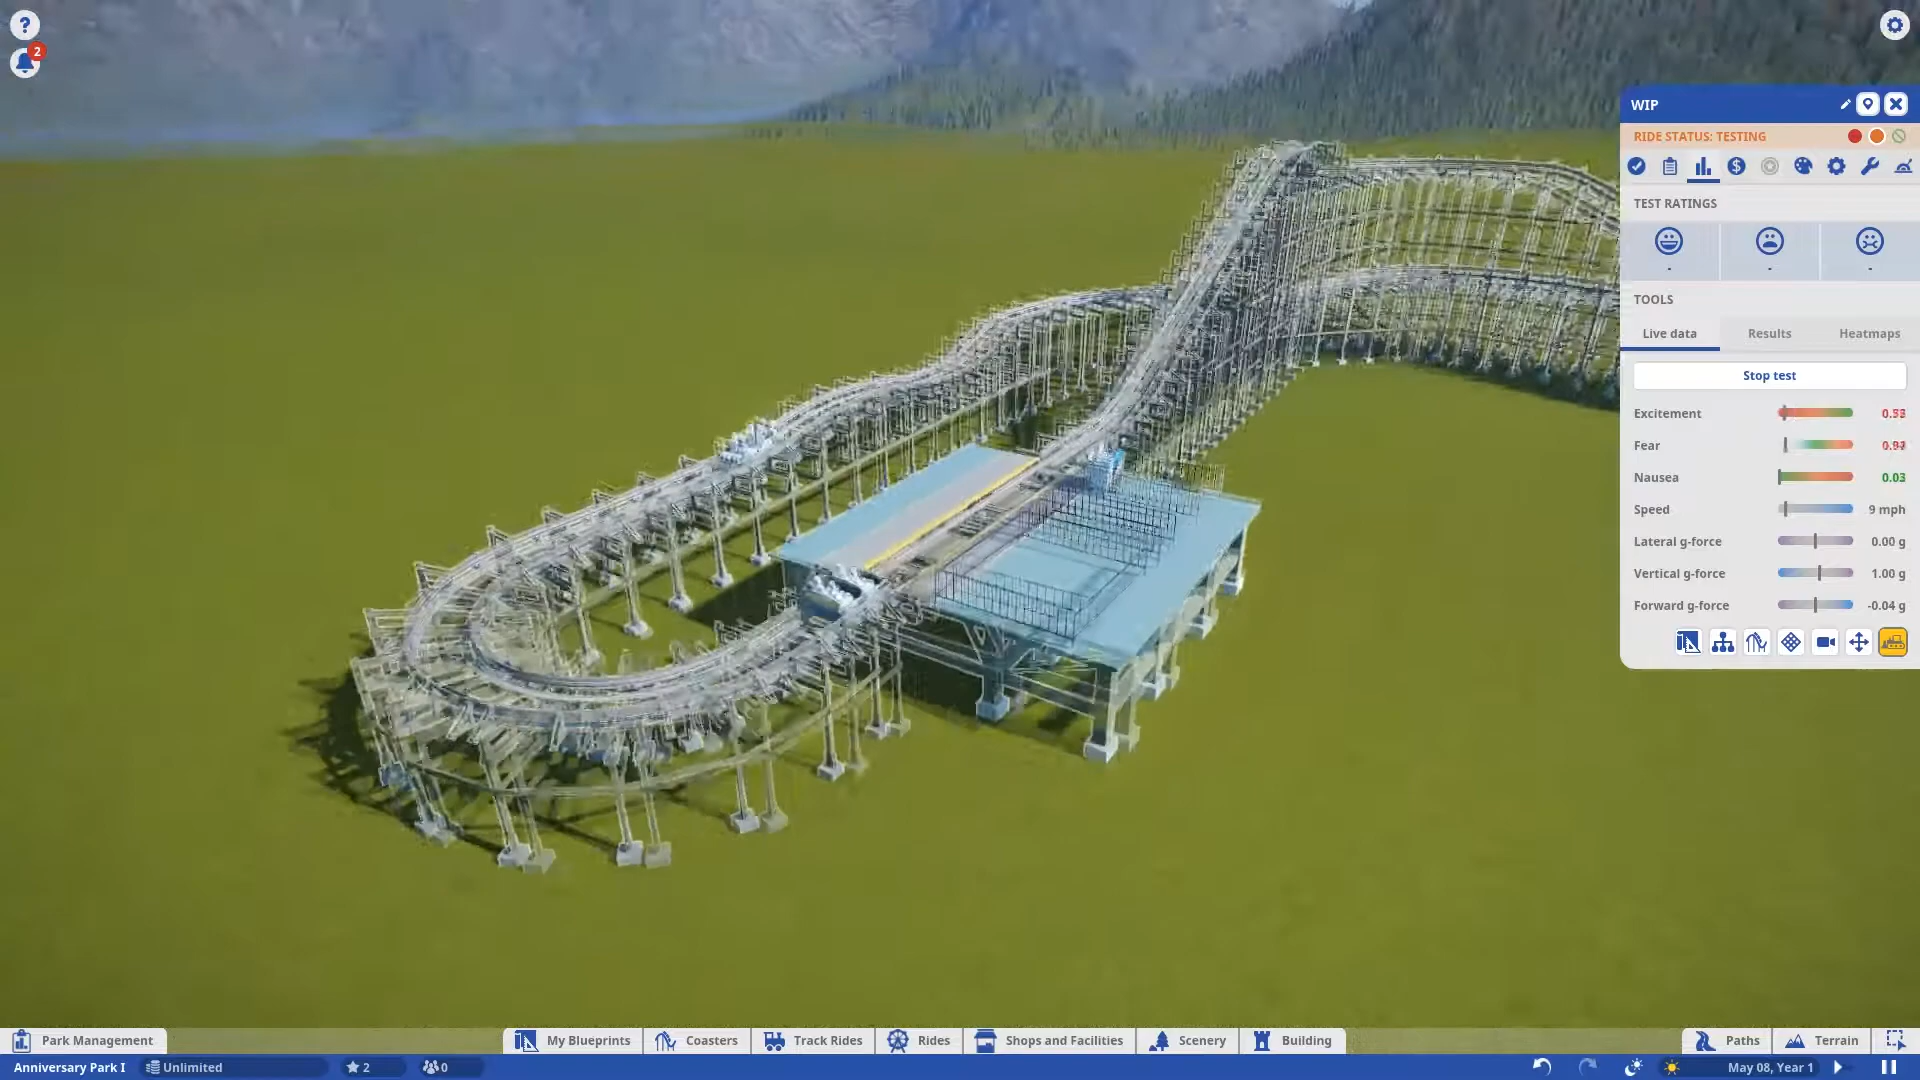 2
WIP
RIDE STATUS: TESTING
TEST RATINGS
- - -
TOOLS
Live data Results Heatmaps
Stop test
Excitement
Fear
Nausea 0.03
Speed 9 mph
Lateral g-force 0.00 g
Vertical g-force 1.00 g
Forward g-force -0.04 g
Park Management My Blueprints Coasters Track Rides Rides Shops and Facilities Scenery Building Paths Terrain
Anniversary Park I Unlimited 2 0 May 08, Year 1